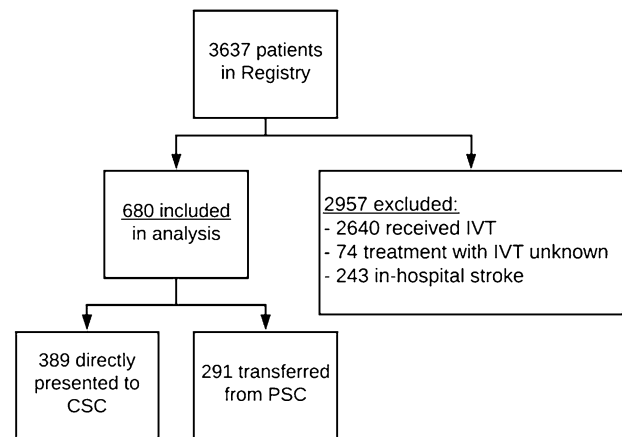 3637 patients
in Registry
680 included
in analysis
2957 excluded:
- 2640 received IVT
- 74 treatment with IVT unknown
- 243 in-hospital stroke
389 directly
presented to
CSC
291 transferred
from PSC